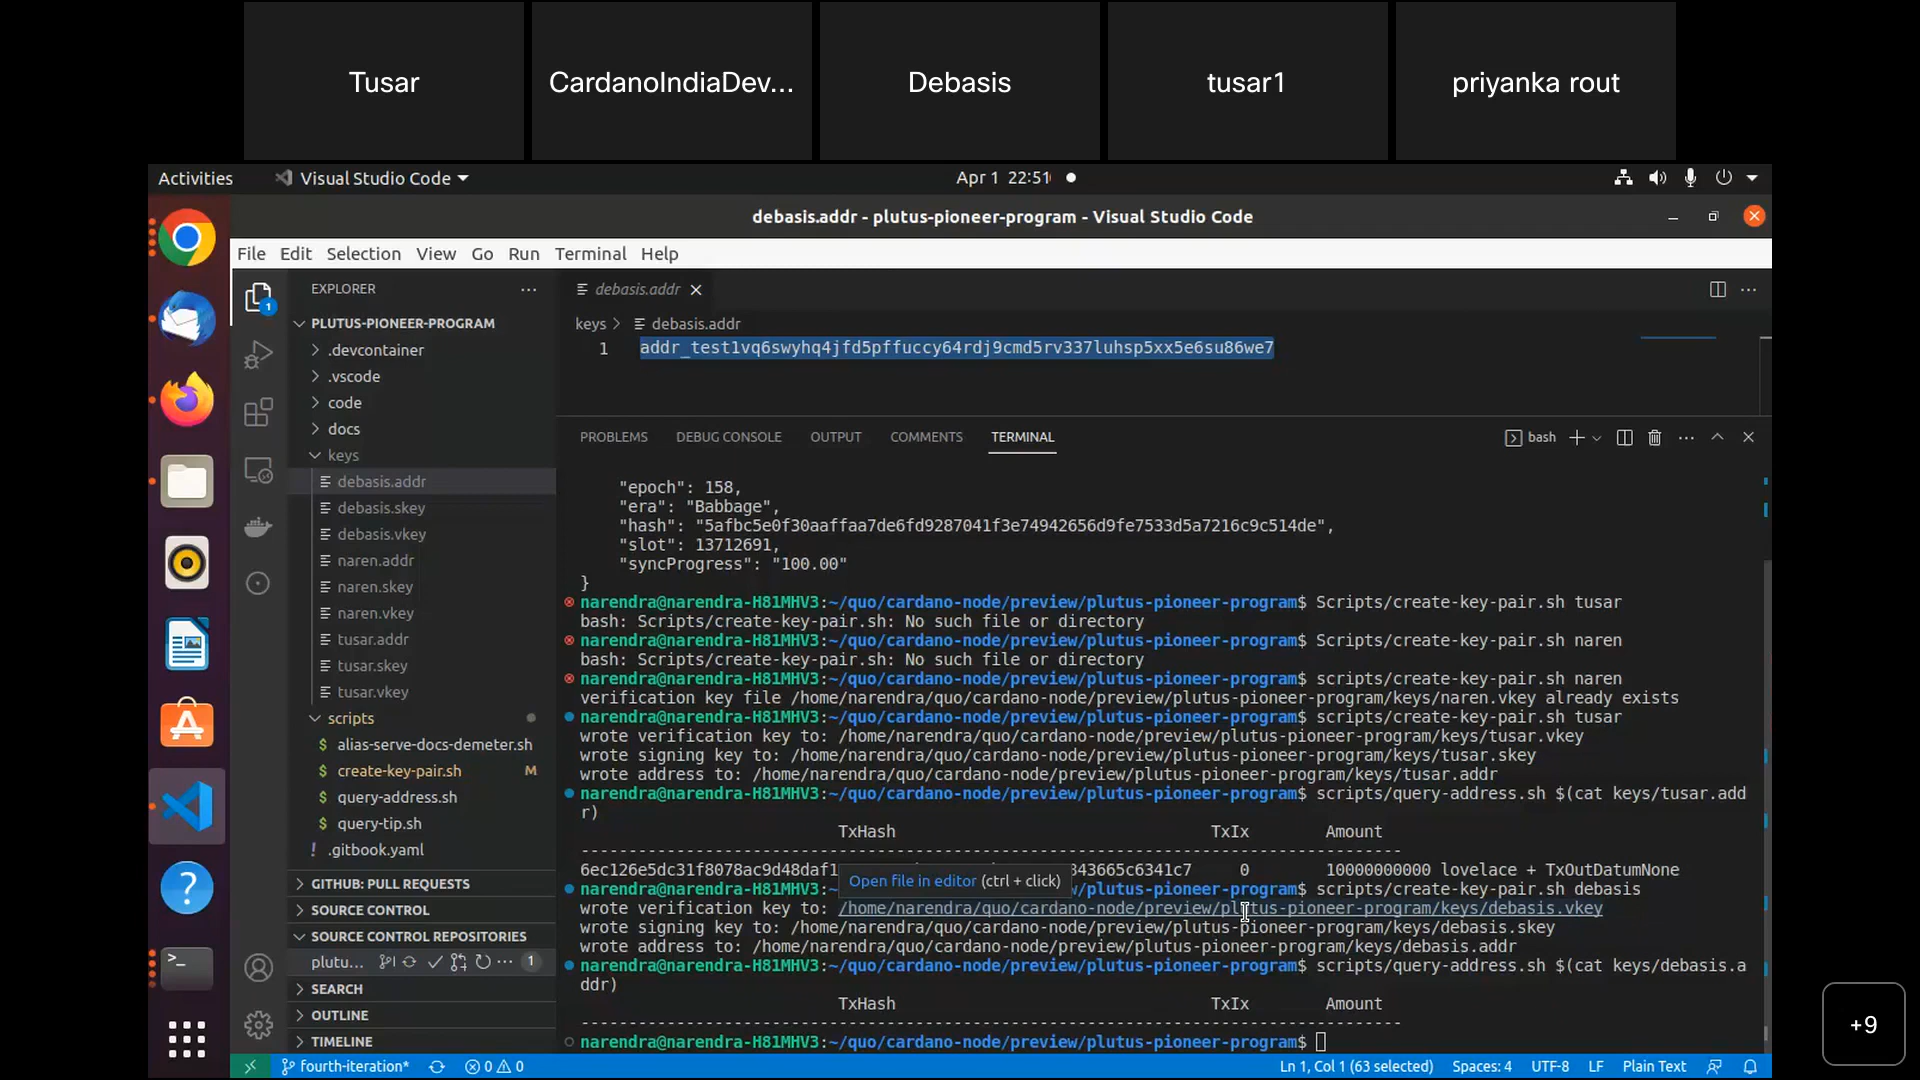 Tusar
CardanoIndiaDev...
Debasis
tusar1
priyanka rout
Activities
Visual Studio Code
Apr 1 22:51
debasis.addr - plutus-pioneer-program - Visual Studio Code
File Edit Selection View Go Run Terminal Help
EXPLORER
debasis.addr
PLUTUS-PIONEER-PROGRAM
keys > debasis.addr
.devcontainer
1 addr_test1vq6swyhq4jfd5pffuccy64rdj9cmd5rv337luhsp5xx5e6su86we7
.vscode
code
docs
keys
debasis.addr
debasis.skey
debasis.vkey
naren.addr
naren.skey
naren.vkey
tusar.addr
tusar.skey
tusar.vkey
scripts
alias-serve-docs-demeter.sh
create-key-pair.sh M
query-address.sh
query-tip.sh
.gitbook.yaml
GITHUB: PULL REQUESTS
SOURCE CONTROL
SOURCE CONTROL REPOSITORIES
plutu... 1
SEARCH
OUTLINE
TIMELINE
PROBLEMS DEBUG CONSOLE OUTPUT COMMENTS TERMINAL
bash
"epoch": 158,
"era": "Babbage",
"hash": "5afbc5e0f30aaffaa7de6fd9287041f3e74942656d9fe7533d5a7216c9c514de",
"slot": 13712691,
"syncProgress": "100.00"
}
narendra@narendra-H81MHV3:~/quo/cardano-node/preview/plutus-pioneer-program$ Scripts/create-key-pair.sh tusar
bash: Scripts/create-key-pair.sh: No such file or directory
narendra@narendra-H81MHV3:~/quo/cardano-node/preview/plutus-pioneer-program$ Scripts/create-key-pair.sh naren
bash: Scripts/create-key-pair.sh: No such file or directory
narendra@narendra-H81MHV3:~/quo/cardano-node/preview/plutus-pioneer-program$ scripts/create-key-pair.sh naren
verification key file /home/narendra/quo/cardano-node/preview/plutus-pioneer-program/keys/naren.vkey already exists
narendra@narendra-H81MHV3:~/quo/cardano-node/preview/plutus-pioneer-program$ scripts/create-key-pair.sh tusar
wrote verification key to: /home/narendra/quo/cardano-node/preview/plutus-pioneer-program/keys/tusar.vkey
wrote signing key to: /home/narendra/quo/cardano-node/preview/plutus-pioneer-program/keys/tusar.skey
wrote address to: /home/narendra/quo/cardano-node/preview/plutus-pioneer-program/keys/tusar.addr
narendra@narendra-H81MHV3:~/quo/cardano-node/preview/plutus-pioneer-program$ scripts/query-address.sh $(cat keys/tusar.add
r)
TxHash TxIx Amount
--------------------------------------------------------------------------------------
6ec126e5dc31f8078ac9d48daf1 343665c6341c7 0 10000000000 lovelace + TxOutDatumNone
Open file in editor (ctrl + click)
narendra@narendra-H81MHV3:~ w/plutus-pioneer-program$ scripts/create-key-pair.sh debasis
wrote verification key to: /home/narendra/quo/cardano-node/preview/plutus-pioneer-program/keys/debasis.vkey
wrote signing key to: /home/narendra/quo/cardano-node/preview/plutus-pioneer-program/keys/debasis.skey
wrote address to: /home/narendra/quo/cardano-node/preview/plutus-pioneer-program/keys/debasis.addr
narendra@narendra-H81MHV3:~/quo/cardano-node/preview/plutus-pioneer-program$ scripts/query-address.sh $(cat keys/debasis.a
ddr)
TxHash TxIx Amount
--------------------------------------------------------------------------------------
narendra@narendra-H81MHV3:~/quo/cardano-node/preview/plutus-pioneer-program$
fourth-iteration* 0 0
Ln 1, Col 1 (63 selected) Spaces: 4 UTF-8 LF Plain Text
+9